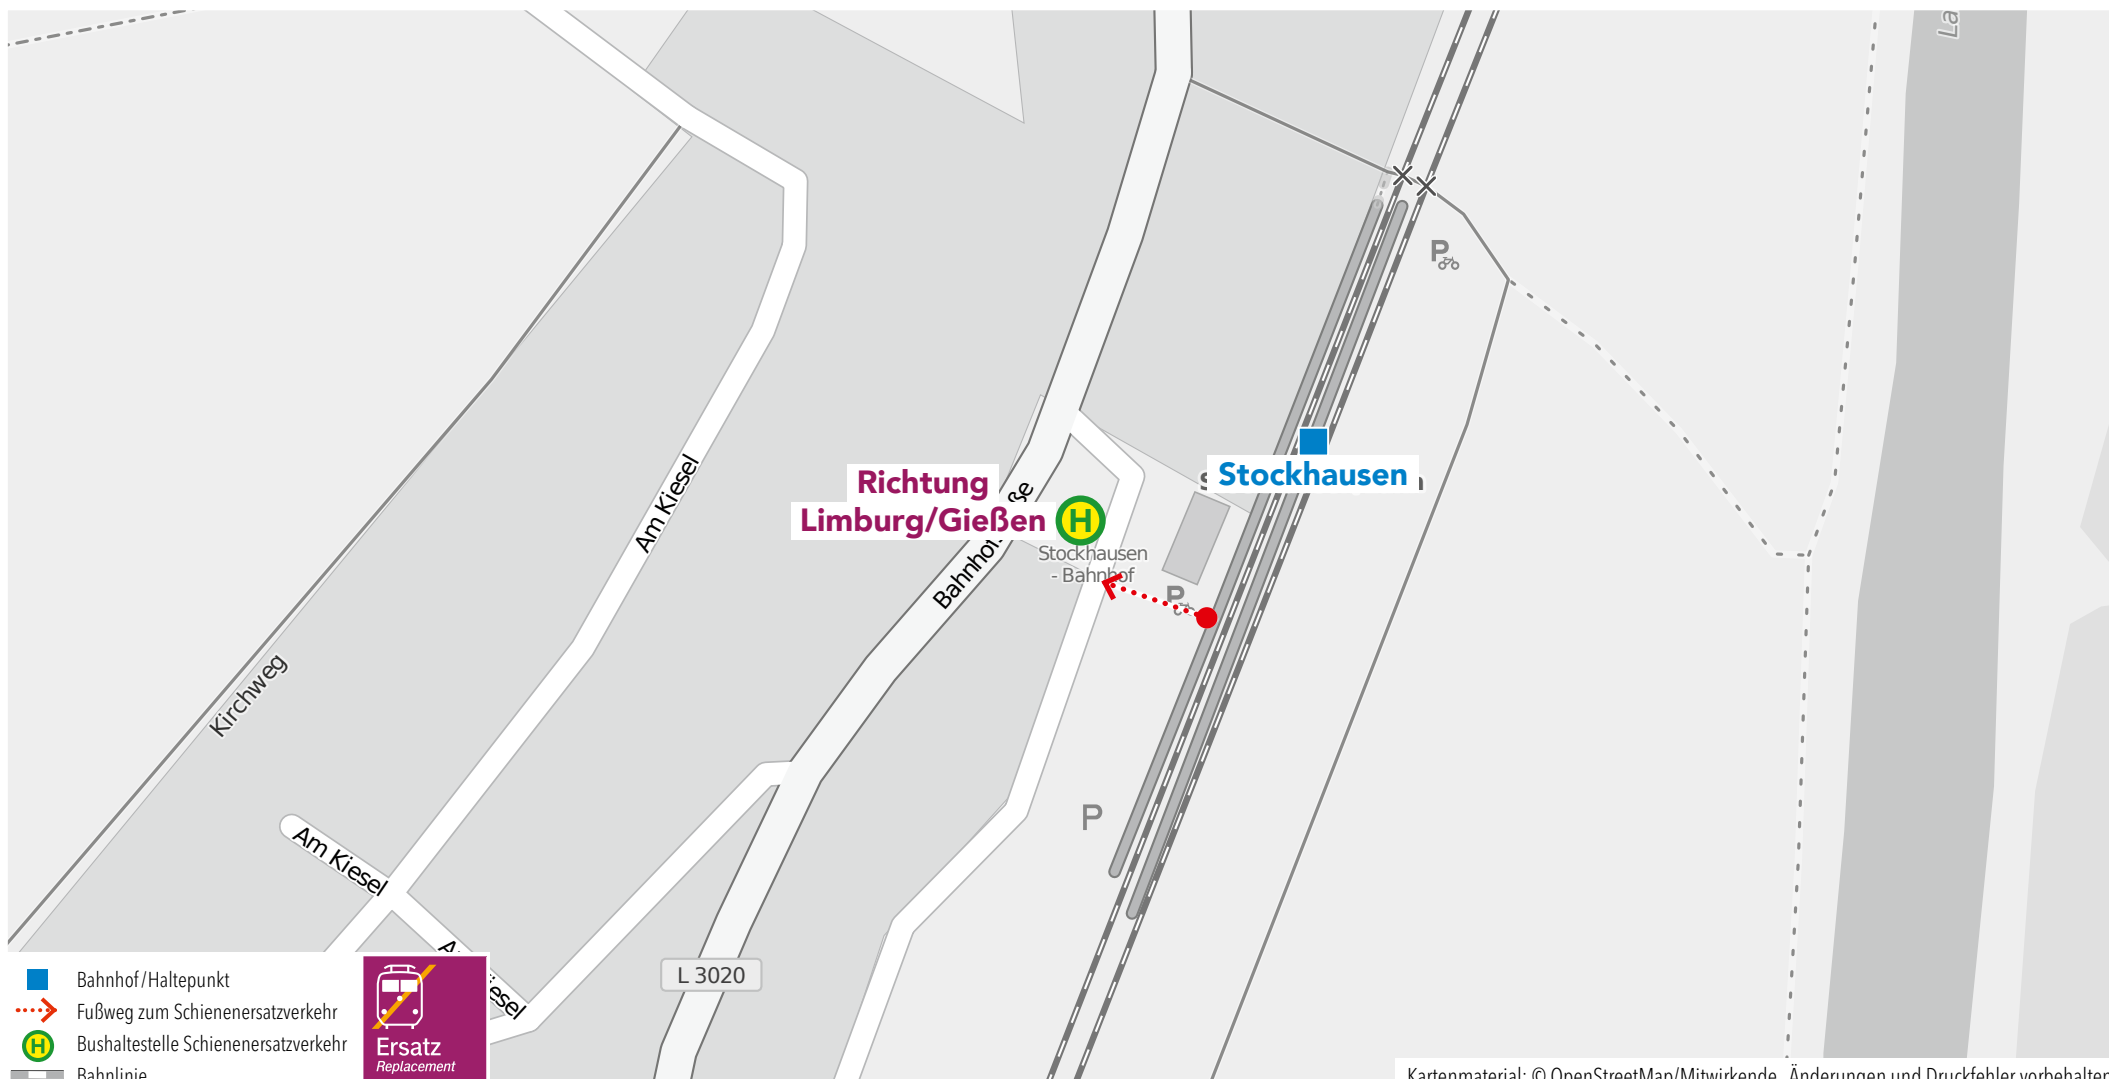 La
P
Am Kiesel
Richtung
Limburg/Gießen
H
Stockhausen
Stockhausen
- Bahnhof
P
Kirchweg
P
Am Kiesel
L 3020
Bahnhof/Haltepunkt
Fußweg zum Schienenersatzverkehr
H
Bushaltestelle Schienenersatzverkehr
Bahnlinie
Ersatz
Replacement
Kartenmaterial: © OpenStreetMap/Mitwirkende, Änderungen und Druckfehler vorbehalten